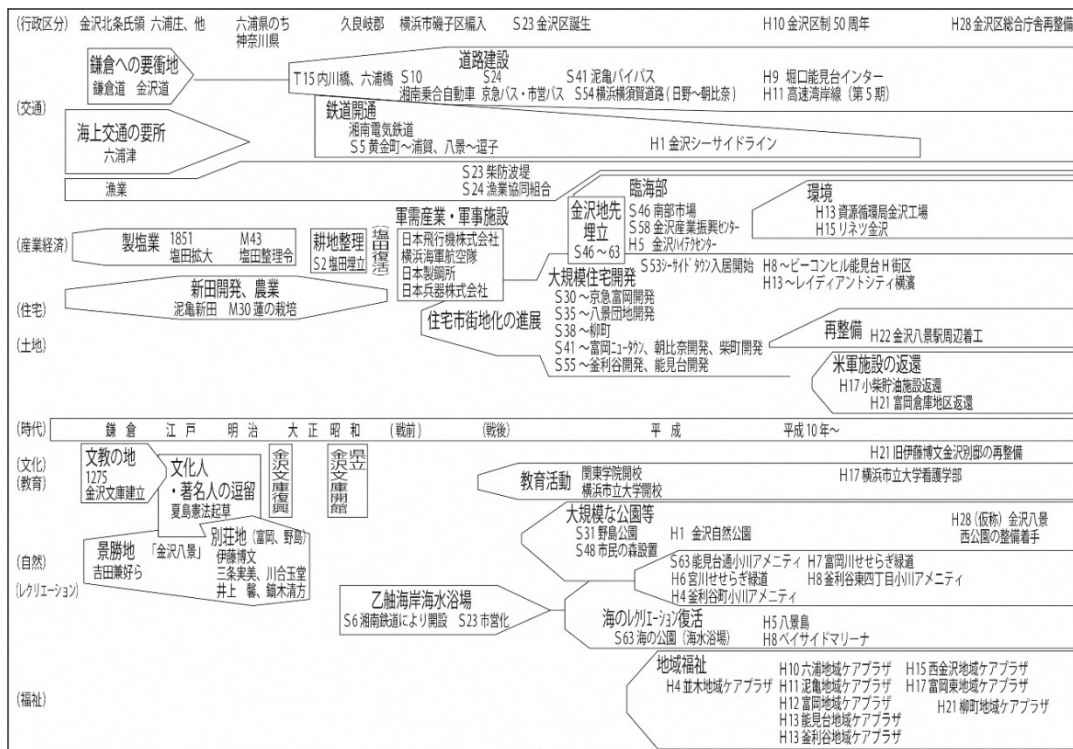 (行政区分) 金沢北条氏領 六浦庄、他 六浦県のち 久良岐郡 横浜市磯子区編入 S23 金沢区誕生 H10 金沢区制 50 周年 H28 金沢区総合庁舎再整備
神奈川県
鎌倉への要衝地
鎌倉道 金沢道
道路建設
T15 内川橋、六浦橋 S10 S24 S41 泥亀バイパス H9 堀口能見台インター
湘南乗合自動車 京急バス・市営バス S54 横浜横須賀道路 ( 日野〜朝比奈 ) H11 高速湾岸線（第 5 期）
(交通)
鉄道開通
湘南電気鉄道
S5 黄金町〜浦賀、八景〜逗子 H1 金沢シーサイドライン
海上交通の要所
六浦津
漁業
S23 柴防波堤
S24 漁業協同組合
金沢地先
埋立
S46 〜 63
臨海部
S46 南部市場
S58 金沢産業振興ｾﾝﾀｰ
H5 金沢ﾊｲﾃｸｾﾝﾀｰ
環境
H13 資源循環局金沢工場
H15 リネツ金沢
(産業経済)
製塩業 1851 M43
塩田拡大 塩田整理令
耕地整理
S2 塩田埋立
塩田復活
軍需産業・軍事施設
日本飛行機株式会社
横浜海軍航空隊
日本製鋼所
日本兵器株式会社
S53ｼｰｻｲﾄﾞﾀｳﾝ入居開始 H8 〜ビーコンヒル能見台 H 街区
H13〜レイディアントシティ横濱
新田開発、農業
泥亀新田 M30 蓮の栽培
(住宅)
住宅市街地化の進展
大規模住宅開発
S30 〜京急富岡開発
S35 〜八景団地開発
S38 〜柳町
S41 〜富岡ﾆｭｰﾀｳﾝ、朝比奈開発、柴町開発
S55 〜釜利谷開発、能見台開発
再整備 H22 金沢八景駅周辺着工
(土地)
米軍施設の返還
H17 小柴貯油施設返還
H21 富岡倉庫地区返還
(時代) 鎌 倉 江 戸 明 治 大 正 昭 和 (戦前) (戦後) 平 成 平成 10 年〜
(文化)
(教育)
文教の地
1275
金沢文庫建立
文化人
・著名人の逗留
夏島憲法起草
金沢文庫復興
県立
金沢文庫開館
教育活動 関東学院開校
横浜市立大学開校
H21 旧伊藤博文金沢別邸の再整備
H17 横浜市立大学看護学部
(自然)
(ﾚｸﾘｴｰｼｮﾝ)
景勝地 「金沢八景」
吉田兼好ら
別荘地（富岡、野島）
伊藤博文
三条実美、川合玉堂
井上 馨、鏑木清方
大規模な公園等
S31 野島公園 H1 金沢自然公園
S48 市民の森設置
H28 (仮称) 金沢八景
西公園の整備着手
S63 能見台通小川アメニティ H7 富岡川せせらぎ緑道
H6 宮川せせらぎ緑道 H8 釜利谷東四丁目小川アメニティ
H4 釜利谷町小川アメニティ
乙舳海岸海水浴場
S6 湘南鉄道により開設 S23 市営化
海のﾚｸﾘｴｰｼｮﾝ復活
S63 海の公園（海水浴場）
H5 八景島
H8 ベイサイドマリーナ
(福祉)
地域福祉
H4 並木地域ケアプラザ
H10 六浦地域ケアプラザ H15 西金沢地域ケアプラザ
H11 泥亀地域ケアプラザ H17 富岡東地域ケアプラザ
H12 富岡地域ケアプラザ H21 柳町地域ケアプラザ
H13 能見台地域ケアプラザ
H13 釜利谷地域ケアプラザ